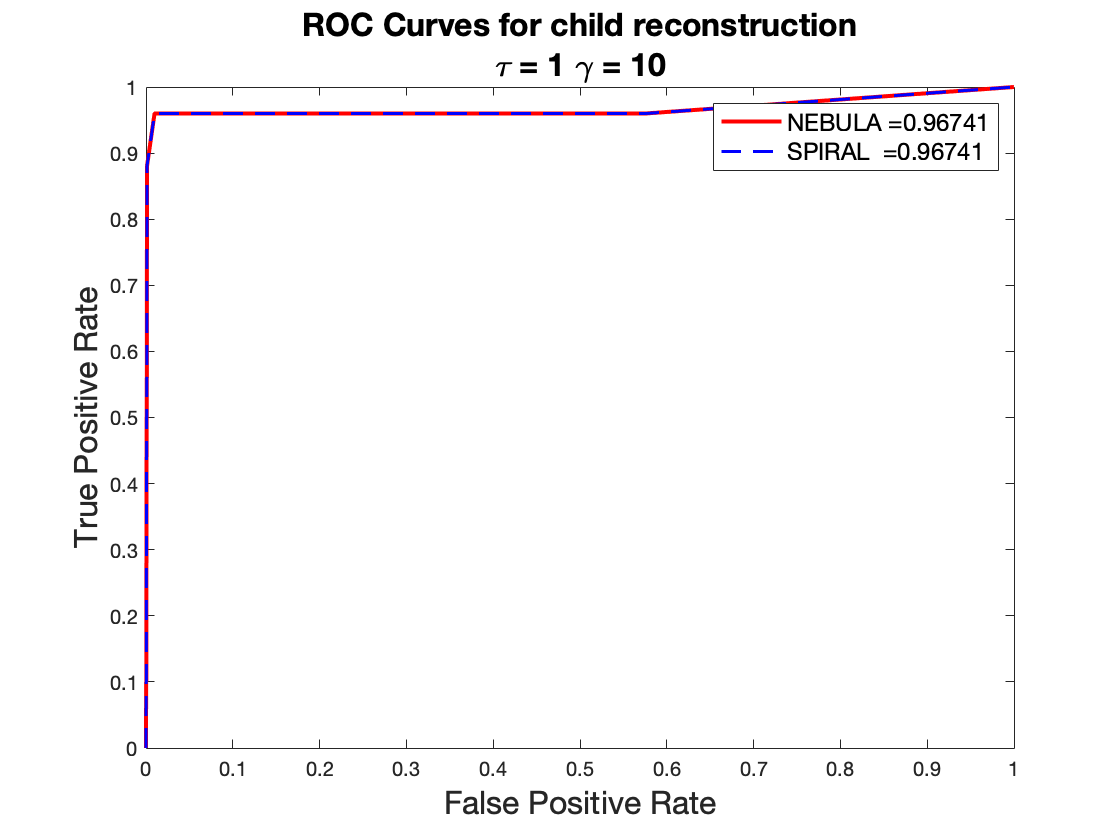 ROC Curves for child reconstruction
τ = 1 γ = 10
NEBULA =0.96741
SPIRAL =0.96741
True Positive Rate
1
0.9
0.8
0.7
0.6
0.5
0.4
0.3
0.2
0.1
0
0 0.1 0.2 0.3 0.4 0.5 0.6 0.7 0.8 0.9 1
False Positive Rate